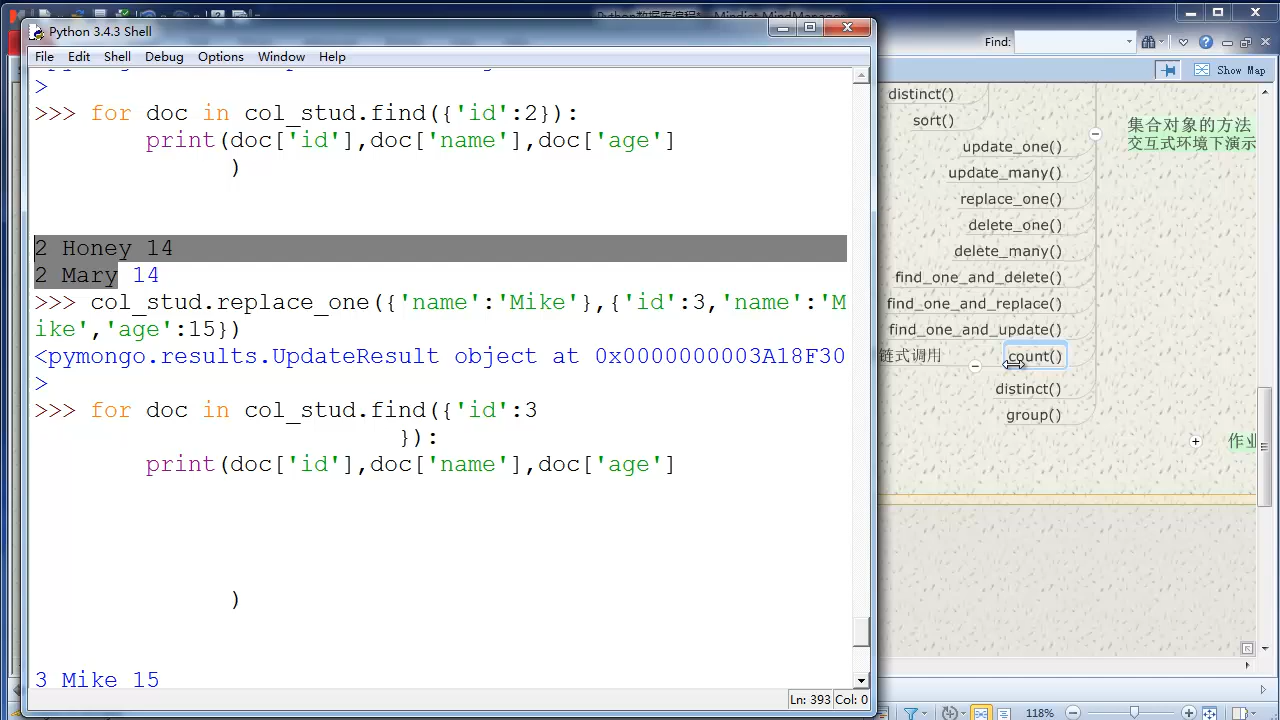 Python 3.4.3 Shell
File Edit Shell Debug Options Window Help
>
>>> for doc in col_stud.find({'id':2}):
print(doc['id'],doc['name'],doc['age']
)
2 Honey 14
2 Mary 14
>>> col_stud.replace_one({'name':'Mike'},{'id':3,'name':'M
ike','age':15})
<pymongo.results.UpdateResult object at 0x0000000003A18F30
>
>>> for doc in col_stud.find({'id':3
}):
print(doc['id'],doc['name'],doc['age']
)
3 Mike 15
Ln: 393 Col: 0
Find:
Show Map
distinct()
sort()
update_one()
update_many()
replace_one()
delete_one()
delete_many()
find_one_and_delete()
find_one_and_replace()
find_one_and_update()
链式调用 count()
distinct()
group()
集合对象的方法
交互式环境下演示
作业
118%